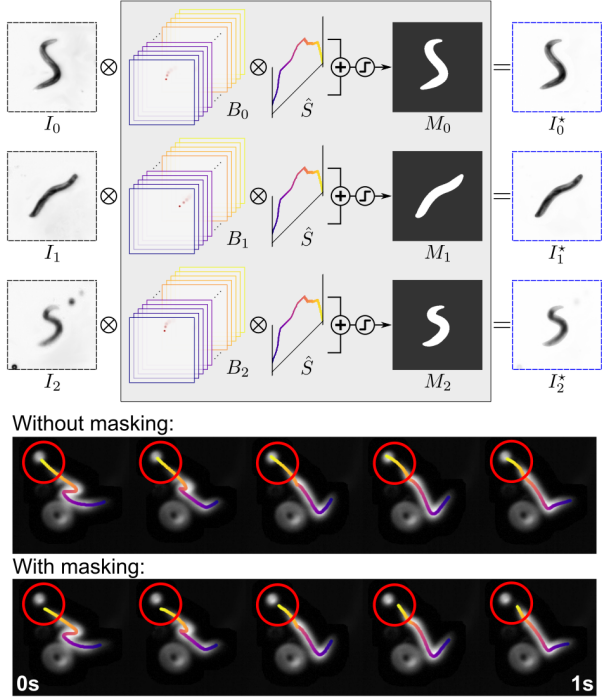 I₀ ⊗ B₀ ⊗ Ŝ + M₀ = I₀*
I₁ ⊗ B₁ ⊗ Ŝ + M₁ = I₁*
I₂ ⊗ B₂ ⊗ Ŝ + M₂ = I₂*
Without masking:
With masking:
0s 1s